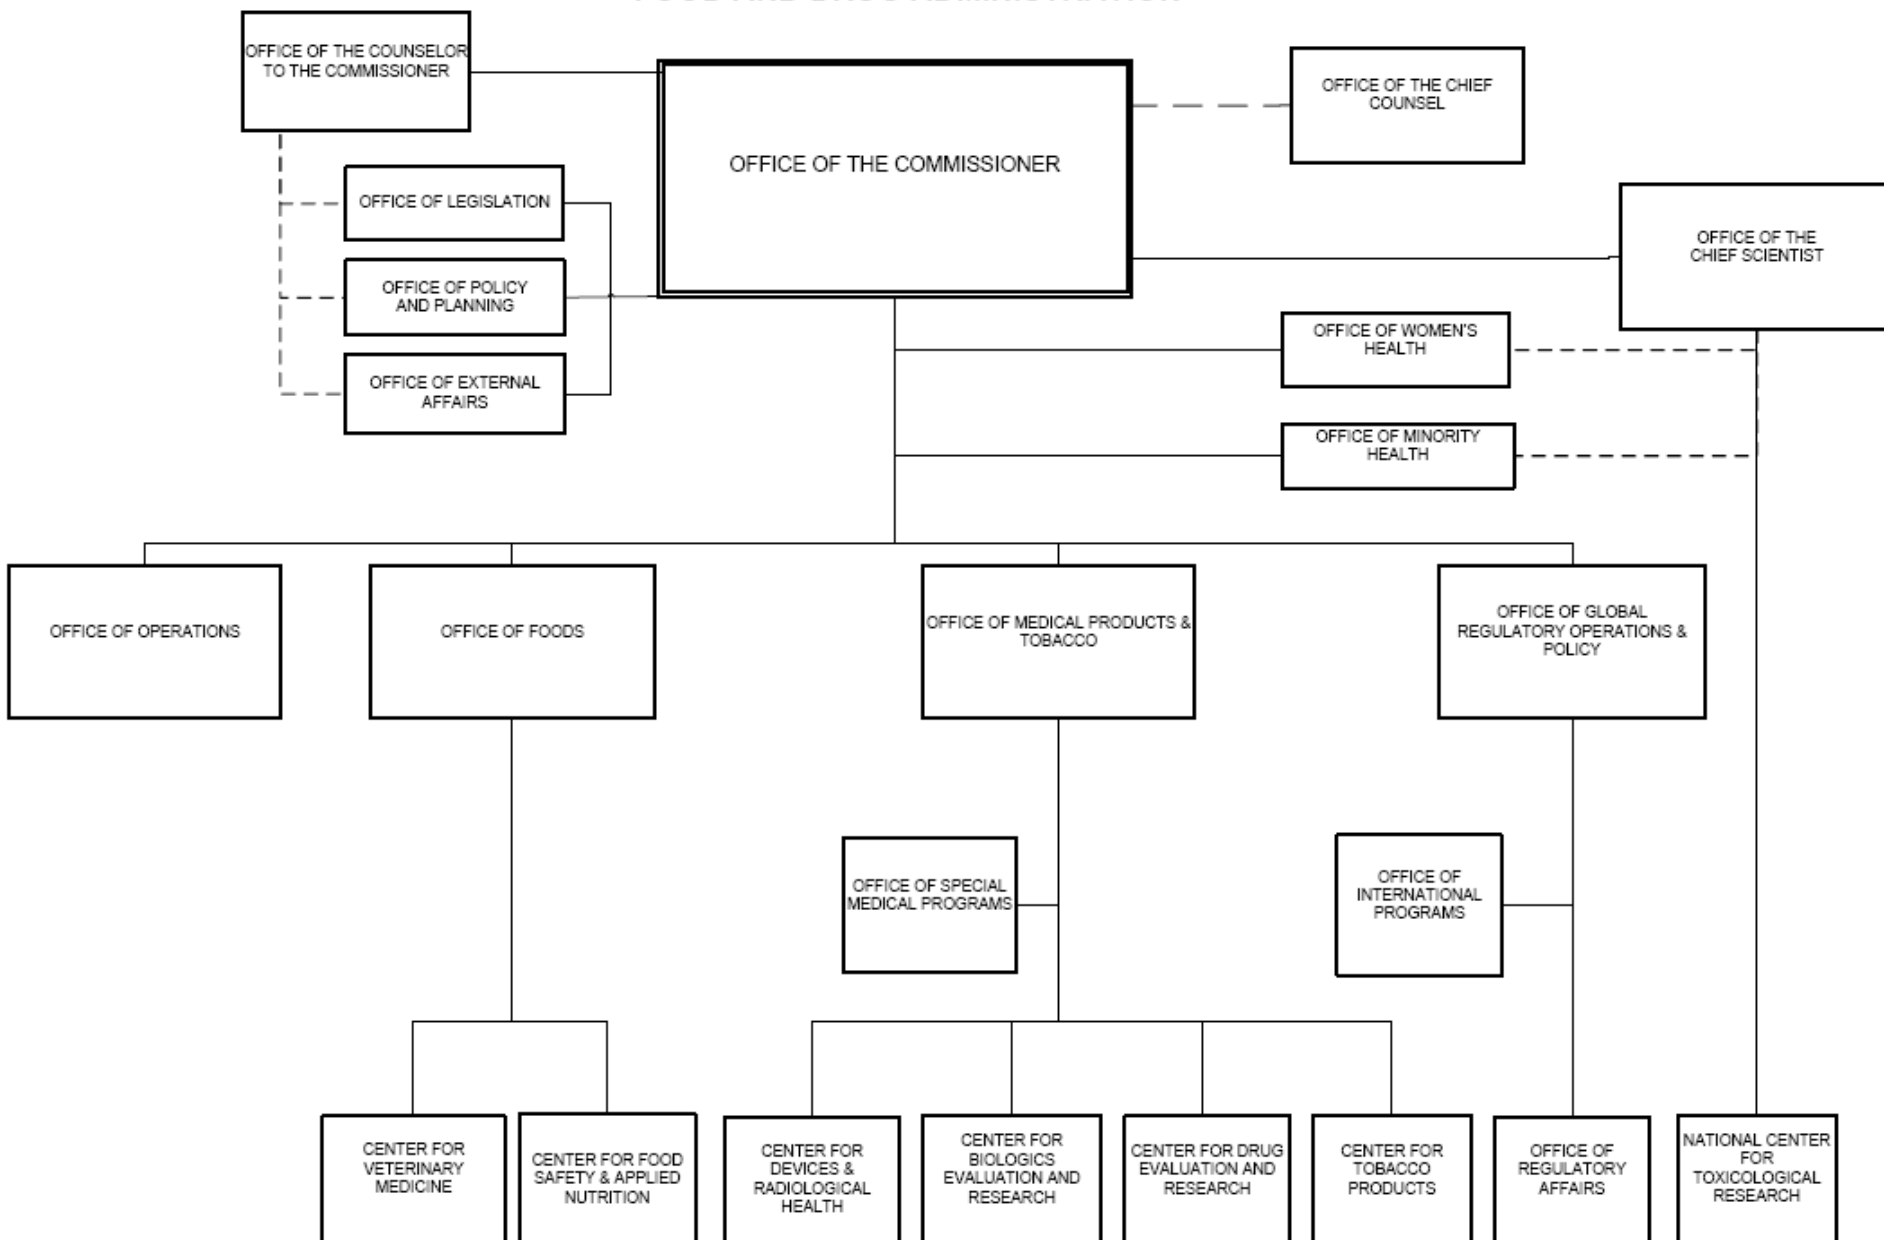 OFFICE OF THE COUNSELOR
TO THE COMMISSIONER
OFFICE OF THE CHIEF
COUNSEL
OFFICE OF THE COMMISSIONER
OFFICE OF LEGISLATION
OFFICE OF THE
CHIEF SCIENTIST
OFFICE OF POLICY
AND PLANNING
OFFICE OF WOMEN'S
HEALTH
OFFICE OF EXTERNAL
AFFAIRS
OFFICE OF MINORITY
HEALTH
OFFICE OF OPERATIONS
OFFICE OF FOODS
OFFICE OF MEDICAL PRODUCTS &
TOBACCO
OFFICE OF GLOBAL
REGULATORY OPERATIONS &
POLICY
OFFICE OF SPECIAL
MEDICAL PROGRAMS
OFFICE OF
INTERNATIONAL
PROGRAMS
CENTER FOR
VETERINARY
MEDICINE
CENTER FOR FOOD
SAFETY & APPLIED
NUTRITION
CENTER FOR
DEVICES &
RADIOLOGICAL
HEALTH
CENTER FOR
BIOLOGICS
EVALUATION AND
RESEARCH
CENTER FOR DRUG
EVALUATION AND
RESEARCH
CENTER FOR
TOBACCO
PRODUCTS
OFFICE OF
REGULATORY
AFFAIRS
NATIONAL CENTER
FOR
TOXICOLOGICAL
RESEARCH